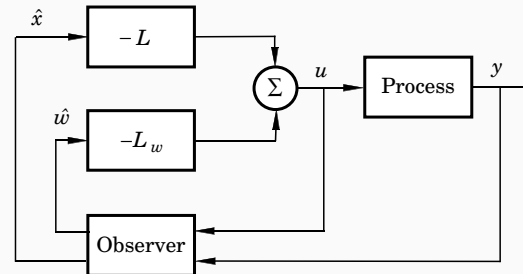 x̂
− L
u
y
Σ
Process
ŵ
−L_w
Observer